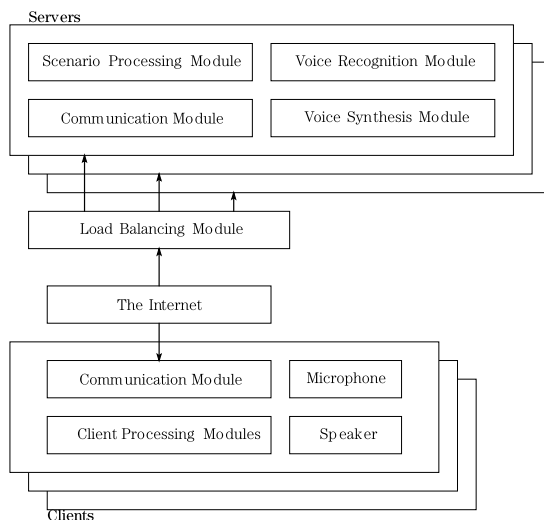 Servers
Scenario Processing Module
Voice Recognition Module
Communication Module
Voice Synthesis Module
Load Balancing Module
The Internet
Communication Module
Microphone
Client Processing Modules
Speaker
Clients